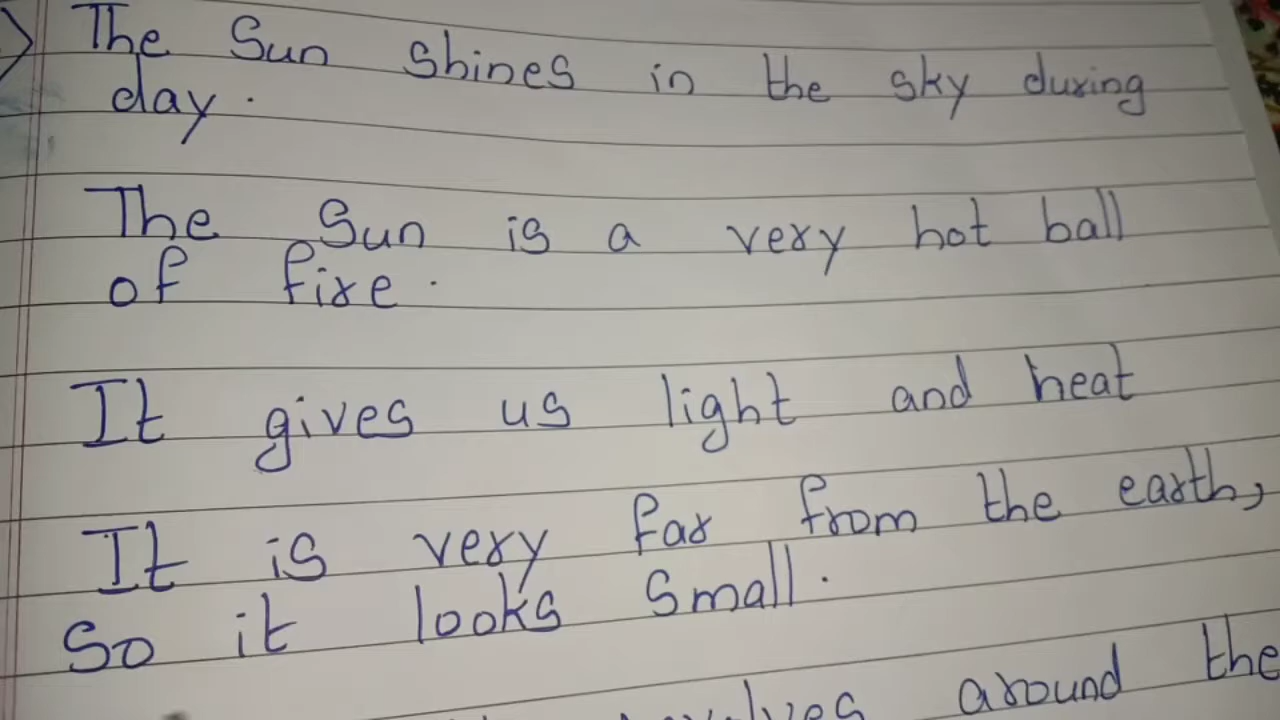 The Sun shines in the sky during
day.
The Sun is a very hot ball
of fire.
It gives us light and heat
It is very far from the earth,
So it looks Small.
around the